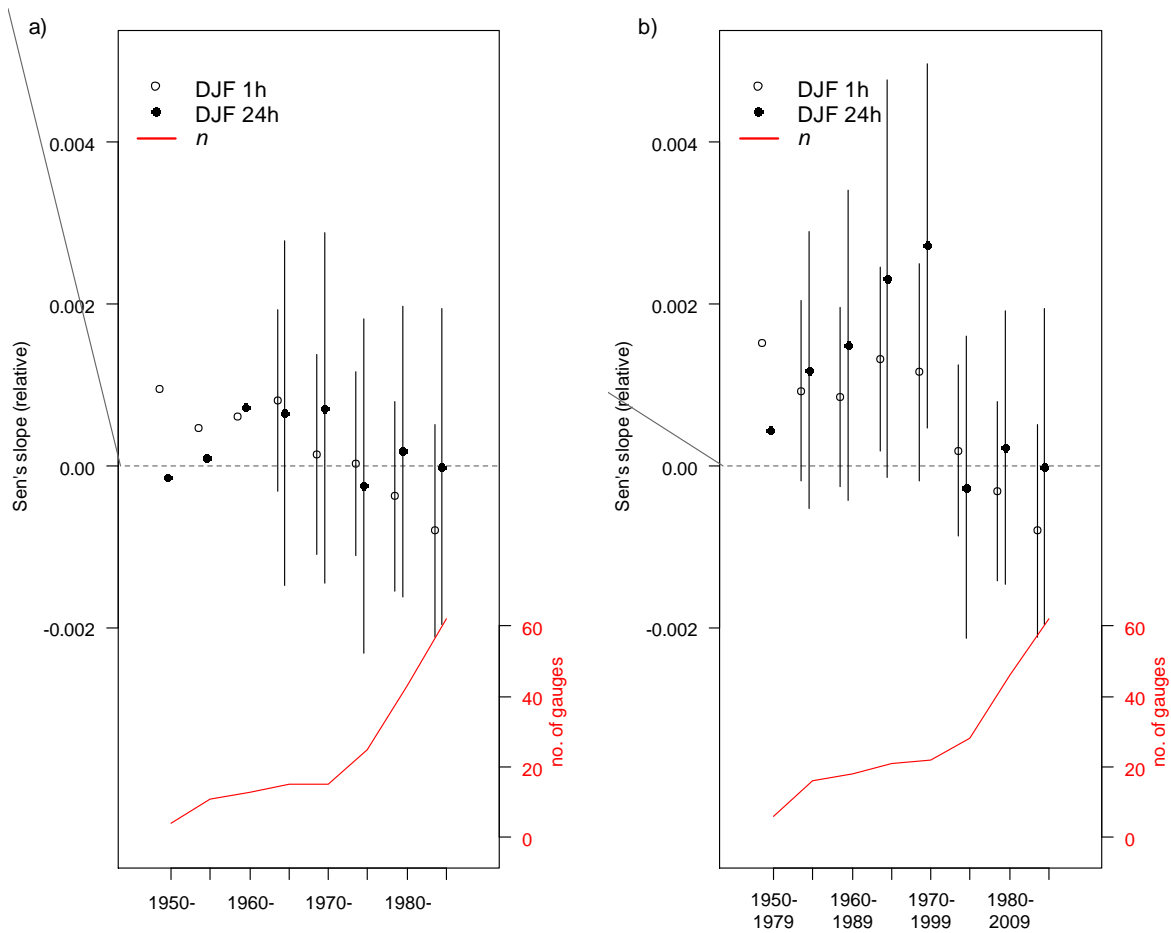 a)
DJF 1h
DJF 24h
n
0.004
0.002
0.00
-0.002
Sen's slope (relative)
60
40
20
0
no. of gauges
1950-
1960-
1970-
1980-
b)
DJF 1h
DJF 24h
n
0.004
0.002
0.00
-0.002
Sen's slope (relative)
60
40
20
0
no. of gauges
1950-
1979
1960-
1989
1970-
1999
1980-
2009